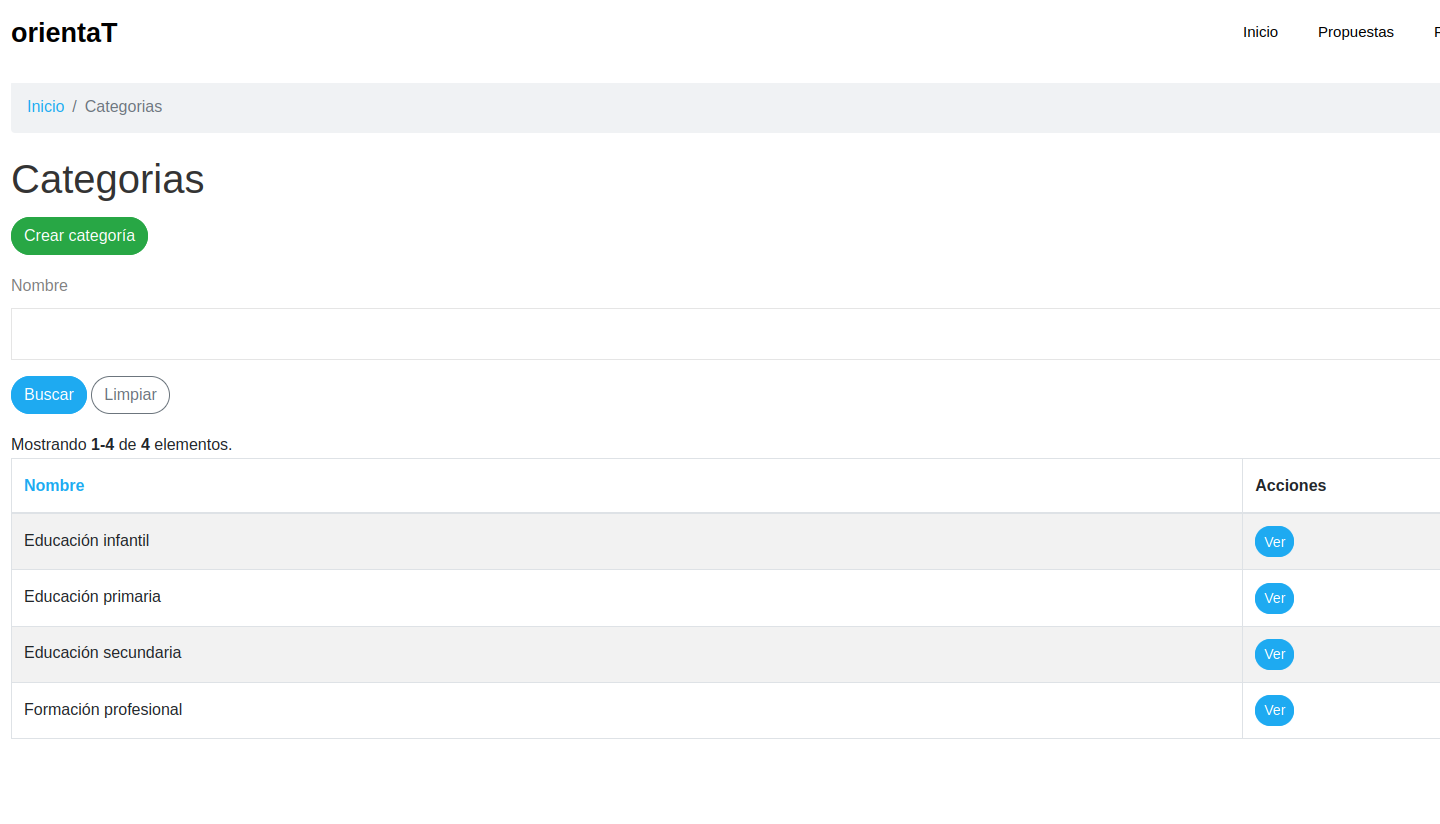 orientaT
Inicio Propuestas
Inicio / Categorias
Categorias
Crear categoría
Nombre
Buscar Limpiar
Mostrando 1-4 de 4 elementos.
Nombre Acciones
Educación infantil Ver
Educación primaria Ver
Educación secundaria Ver
Formación profesional Ver